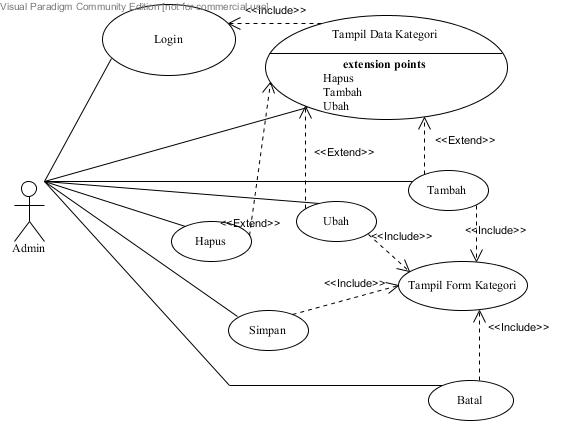 Visual Paradigm Community Edition [not for commercial use]
<<Include>>
Login
Tampil Data Kategori
extension points
Hapus
Tambah
Ubah
<<Extend>>
<<Extend>>
Tambah
Admin
Hapus
<<Extend>>
Ubah
<<Include>>
<<Include>>
Tampil Form Kategori
<<Include>>
Simpan
<<Include>>
Batal